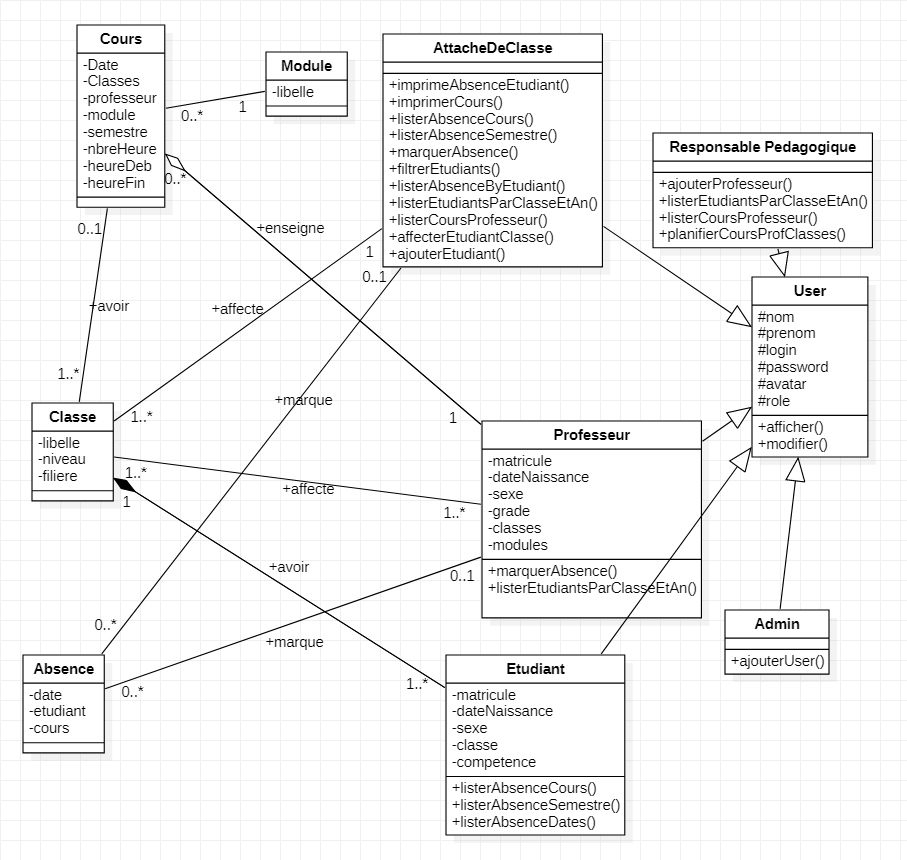 Cours
-Date
-Classes
-professeur
-module
-semestre
-nbreHeure
-heureDeb
-heureFin
Module
-libelle
0..*
1
AttacheDeClasse
+imprimeAbsenceEtudiant()
+imprimerCours()
+listerAbsenceCours()
+listerAbsenceSemestre()
+marquerAbsence()
+filtrerEtudiants()
+listerAbsenceByEtudiant()
+listerEtudiantsParClasseEtAn()
+listerCoursProfesseur()
+affecterEtudiantClasse()
+ajouterEtudiant()
Responsable Pedagogique
+ajouterProfesseur()
+listerEtudiantsParClasseEtAn()
+listerCoursProfesseur()
+planifierCoursProfClasses()
0..*
+enseigne
1
0..1
+avoir
1..*
1
+affecte
1..*
0..1
+marque
0..*
User
#nom
#prenom
#login
#password
#avatar
#role
+afficher()
+modifier()
Classe
-libelle
-niveau
-filiere
1..*
+affecte
1..*
1
+avoir
1..*
Professeur
-matricule
-dateNaissance
-sexe
-grade
-classes
-modules
+marquerAbsence()
+listerEtudiantsParClasseEtAn()
0..1
+marque
0..*
Admin
+ajouterUser()
Absence
-date
-etudiant
-cours
Etudiant
-matricule
-dateNaissance
-sexe
-classe
-competence
+listerAbsenceCours()
+listerAbsenceSemestre()
+listerAbsenceDates()